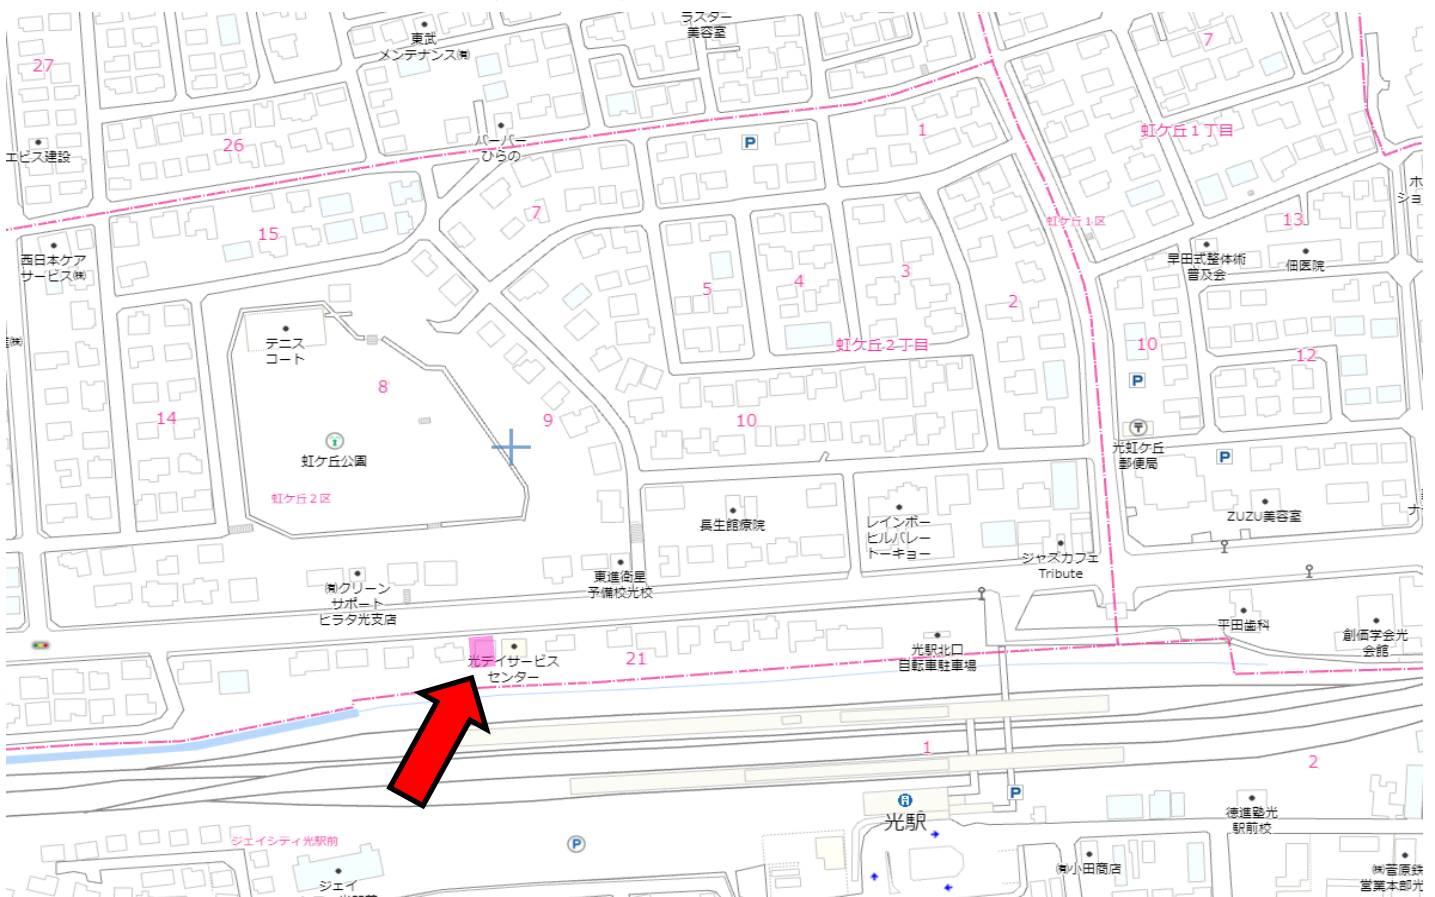 ラスター
美容室
東武
メンテナンス㈲
27
7
26
1
虹ケ丘１丁目
バーバー
ひらの
エビス建設
P
ホ
ショ
15
7
虹ケ丘１区
13
西日本ケア
サービス㈱
早田式整体術
普及会
佃医院
5
4
3
2
テニス
コート
虹ケ丘２丁目
10
12
8
P
14
9
10
虹ケ丘公園
光虹ケ丘
郵便局
P
虹ケ丘２区
長生館療院
レインボー
ヒルバレー
トーキョー
ZUZU美容室
ナ
ジャズカフェ
Tribute
㈲クリーン
サポート
ヒラタ光支店
東進衛星
予備校光校
平田歯科
創価学会光
会館
光デイサービス
センター
21
光駅北口
自転車駐車場
1
2
P
光駅
徳進塾光
駅前校
ジェイシティ光駅前
P
ジェイ
㈲小田商店
㈱菅原鉄
営業本部光